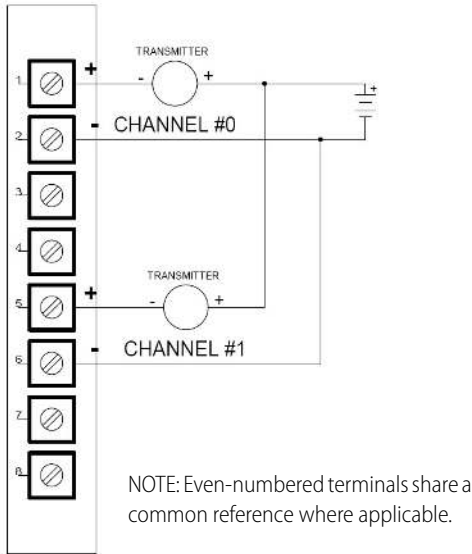 TRANSMITTER
1 + - +
+
2 - CHANNEL #0
3
4
TRANSMITTER
5 + - +
6 - CHANNEL #1
7
8
NOTE: Even-numbered terminals share a
common reference where applicable.